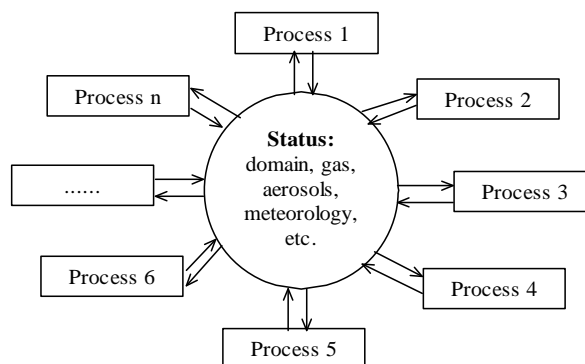 Process 1
Process n
Process 2
Status:
domain, gas,
aerosols,
meteorology,
etc.
......
Process 3
Process 6
Process 4
Process 5